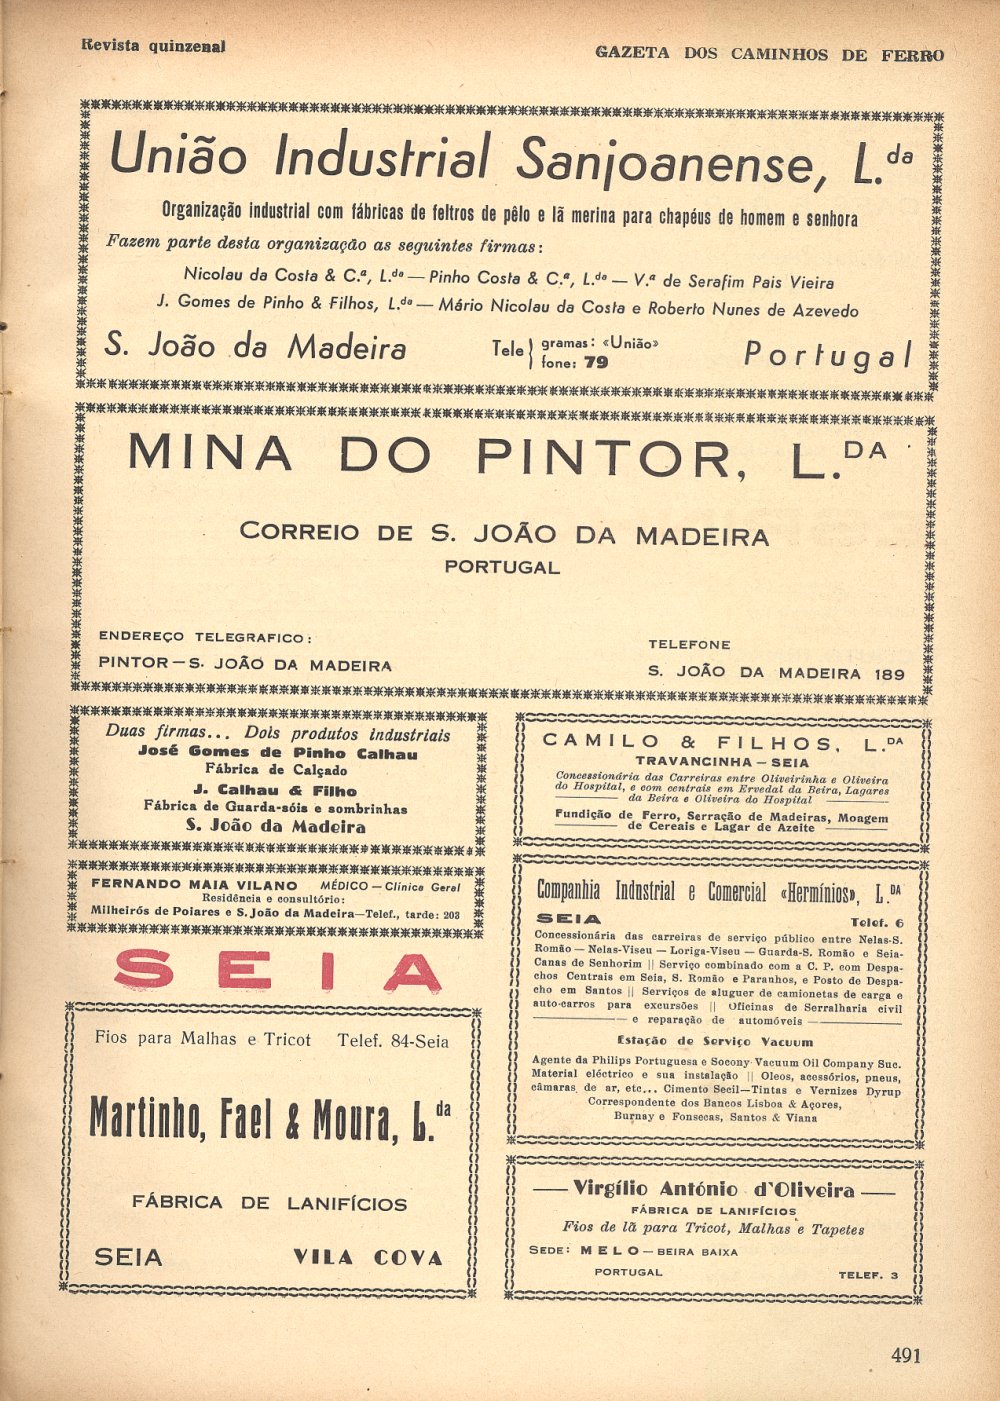 Revista quinzenal
GAZETA DOS CAMINHOS DE FERRO
União Industrial Sanjoanense, L.da
Organização industrial com fábricas de feltros de pêlo e lã merina para chapéus de homem e senhora
Fazem parte desta organização as seguintes firmas:
Nicolau da Costa & C.ª, L.da — Pinho Costa & C.ª, L.da — V.ª de Serafim Pais Vieira
J. Gomes de Pinho & Filhos, L.da — Mário Nicolau da Costa e Roberto Nunes de Azevedo
S. João da Madeira
Tele gramas: «União»
fone: 79
Portugal
MINA DO PINTOR, L.DA
CORREIO DE S. JOÃO DA MADEIRA
PORTUGAL
ENDEREÇO TELEGRAFICO:
PINTOR—S. JOÃO DA MADEIRA
TELEFONE
S. JOÃO DA MADEIRA 189
Duas firmas... Dois produtos industriais
José Gomes de Pinho Calhau
Fábrica de Calçado
J. Calhau & Filho
Fábrica de Guarda-sóis e sombrinhas
S. João da Madeira
FERNANDO MAIA VILANO MÉDICO — Clínica Geral
Residência e consultório:
Milheirós de Poiares e S. João da Madeira—Telef., tarde: 203
SEIA
Fios para Malhas e Tricot Telef. 84-Seia
Martinho, Fael & Moura, L.da
FÁBRICA DE LANIFÍCIOS
SEIA VILA COVA
CAMILO & FILHOS, L.DA
TRAVANCINHA — SEIA
Concessionária das Carreiras entre Oliveirinha e Oliveira
do Hospital, e com centrais em Ervedal da Beira, Lagares
da Beira e Oliveira do Hospital
Fundição de Ferro, Serração de Madeiras, Moagem
de Cereais e Lagar de Azeite
Companhia Indnstrial e Comercial «Hermínios», L.DA
SEIA Telef. 6
Concessionária das carreiras de serviço público entre Nelas-S.
Romão — Nelas-Viseu — Loriga-Viseu — Guarda-S. Romão e Seia-
Canas de Senhorim || Serviço combinado com a C. P. com Despa-
chos Centrais em Seia, S. Romão e Paranhos, e Posto de Despa-
cho em Santos || Serviços de aluguer de camionetas de carga e
auto-carros para excursões || Oficinas de Serralharia civil
e reparação de automóveis
Estação de Serviço Vacuum
Agente da Philips Portuguesa e Socony Vacuum Oil Company Suc.
Material eléctrico e sua instalação || Oleos, acessórios, pneus,
câmaras de ar, etc... Cimento Secil—Tintas e Vernizes Dyrup
Correspondente dos Bancos Lisboa & Açores,
Burnay e Fonsecas, Santos & Viana
Virgílio António d'Oliveira
FÁBRICA DE LANIFÍCIOS
Fios de lã para Tricot, Malhas e Tapetes
SEDE: MELO — BEIRA BAIXA
PORTUGAL TELEF. 3
491